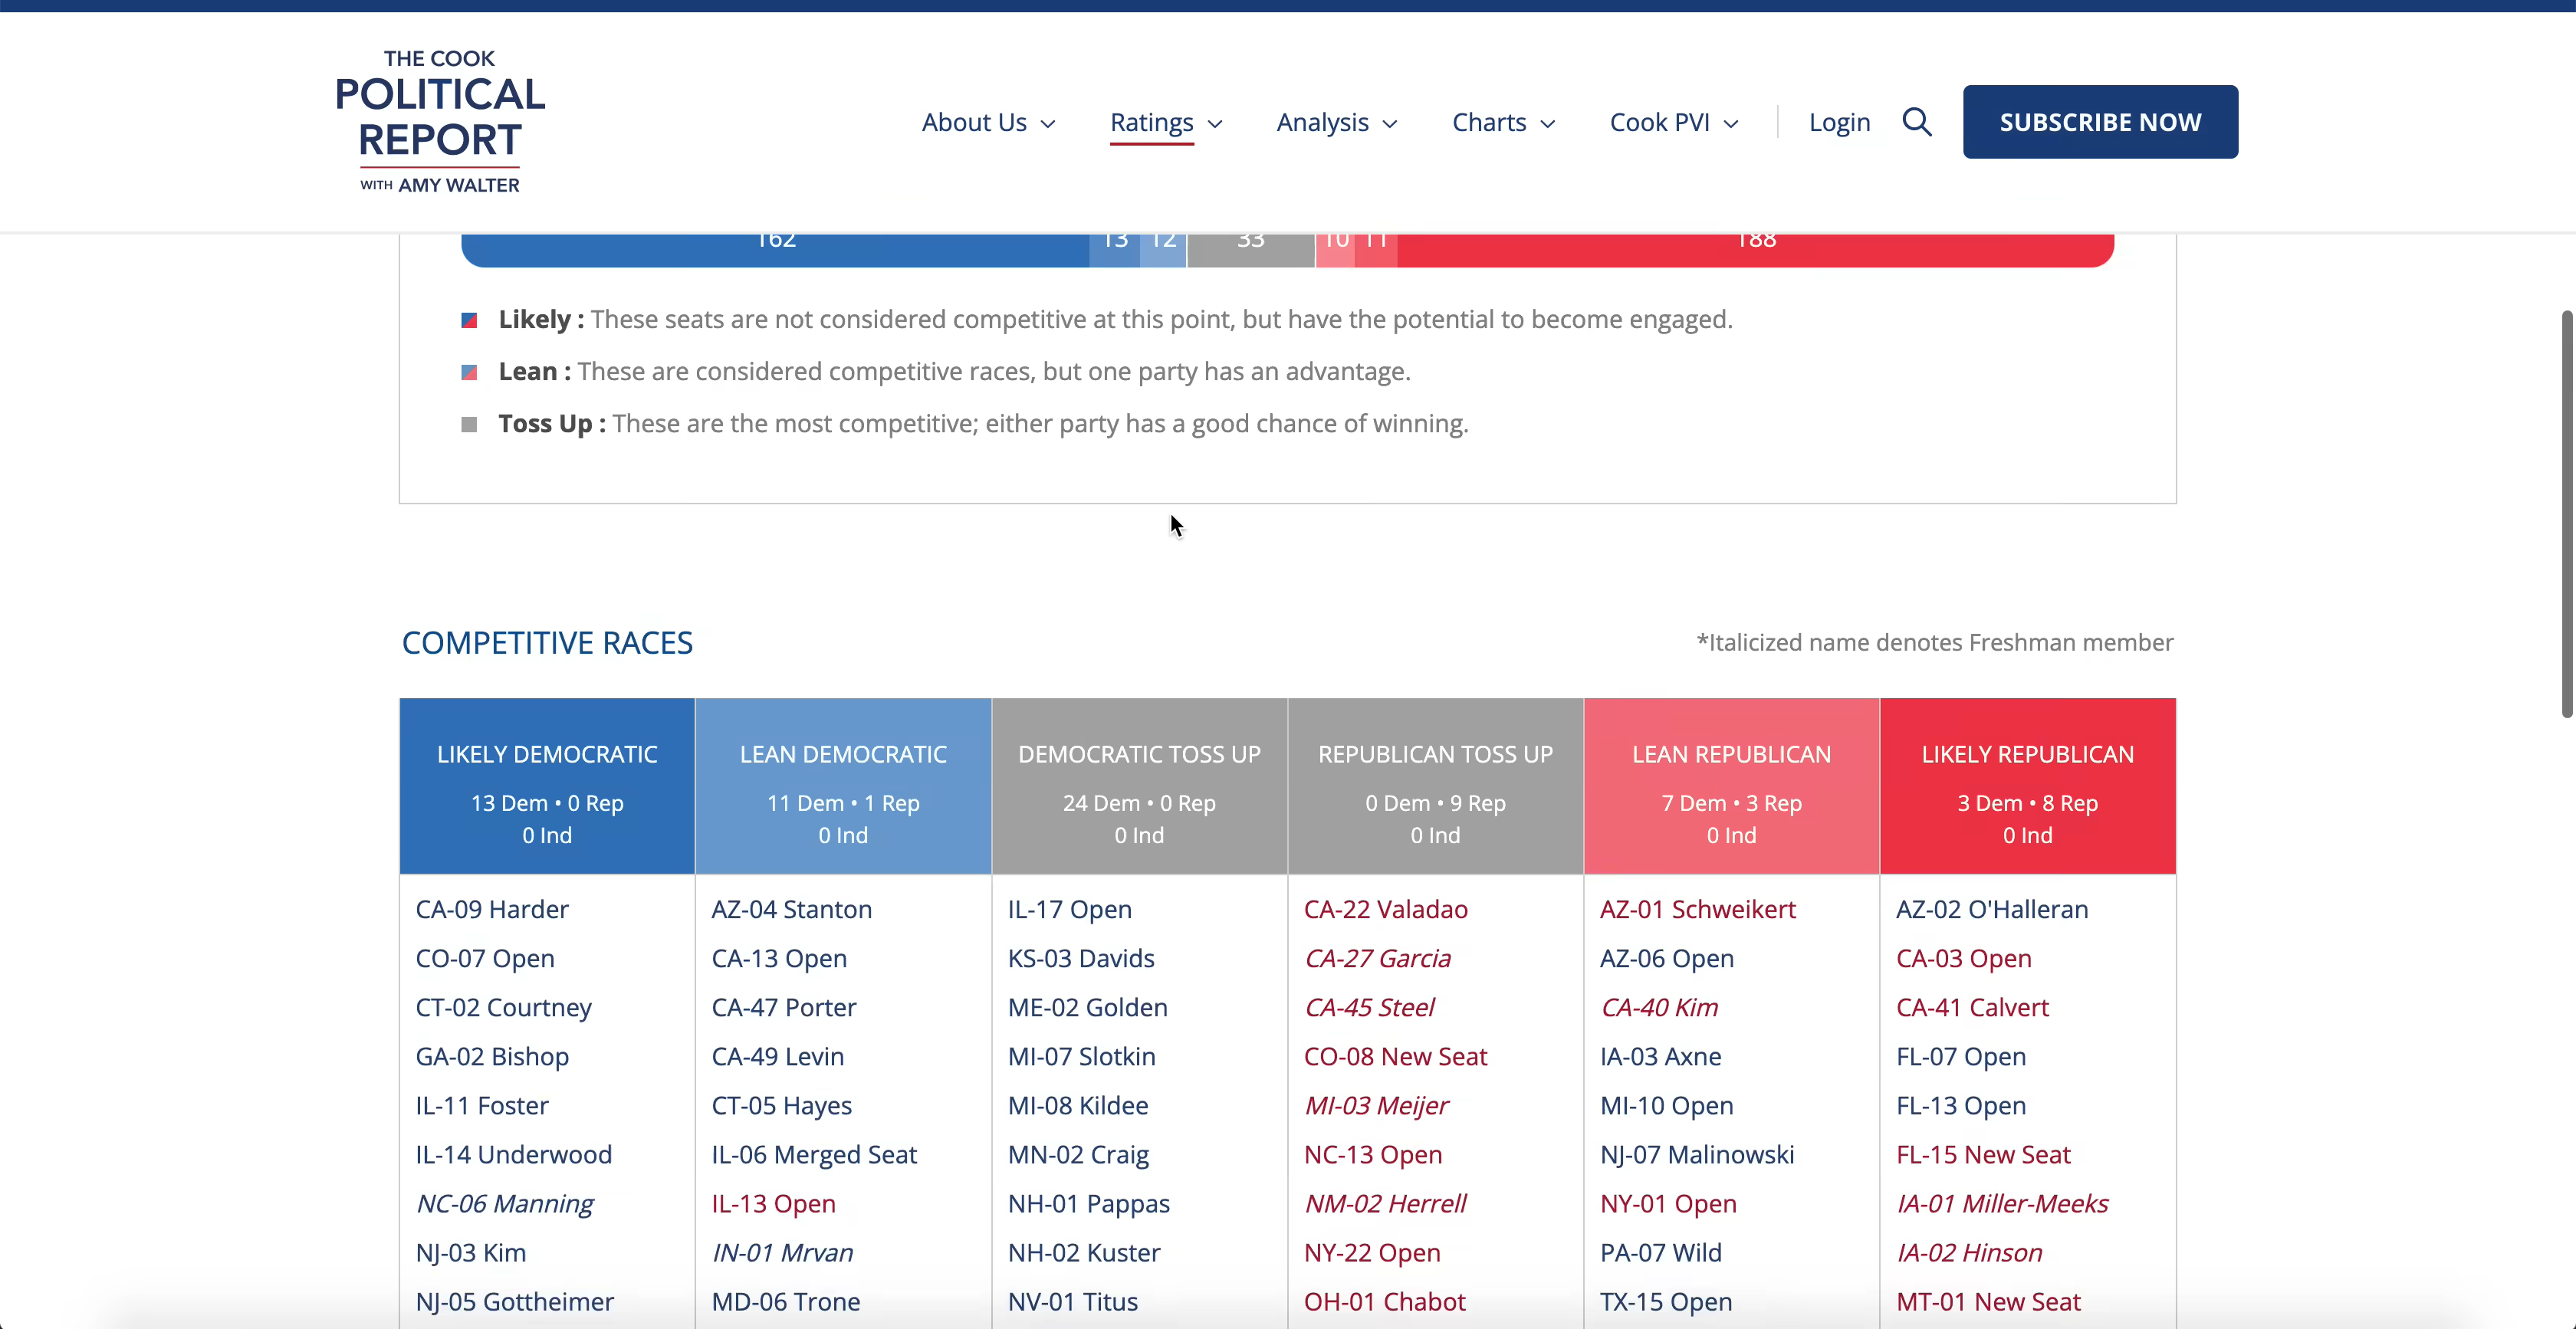 THE COOK
POLITICAL
REPORT
WITH AMY WALTER
About Us
Ratings
Analysis
Charts
Cook PVI
Login
SUBSCRIBE NOW
162 13 12 33 10 11 188
Likely : These seats are not considered competitive at this point, but have the potential to become engaged.
Lean : These are considered competitive races, but one party has an advantage.
Toss Up : These are the most competitive; either party has a good chance of winning.
COMPETITIVE RACES
*Italicized name denotes Freshman member
LIKELY DEMOCRATIC
13 Dem • 0 Rep
0 Ind
CA-09 Harder
CO-07 Open
CT-02 Courtney
GA-02 Bishop
IL-11 Foster
IL-14 Underwood
NC-06 Manning
NJ-03 Kim
NJ-05 Gottheimer
LEAN DEMOCRATIC
11 Dem • 1 Rep
0 Ind
AZ-04 Stanton
CA-13 Open
CA-47 Porter
CA-49 Levin
CT-05 Hayes
IL-06 Merged Seat
IL-13 Open
IN-01 Mrvan
MD-06 Trone
DEMOCRATIC TOSS UP
24 Dem • 0 Rep
0 Ind
IL-17 Open
KS-03 Davids
ME-02 Golden
MI-07 Slotkin
MI-08 Kildee
MN-02 Craig
NH-01 Pappas
NH-02 Kuster
NV-01 Titus
REPUBLICAN TOSS UP
0 Dem • 9 Rep
0 Ind
CA-22 Valadao
CA-27 Garcia
CA-45 Steel
CO-08 New Seat
MI-03 Meijer
NC-13 Open
NM-02 Herrell
NY-22 Open
OH-01 Chabot
LEAN REPUBLICAN
7 Dem • 3 Rep
0 Ind
AZ-01 Schweikert
AZ-06 Open
CA-40 Kim
IA-03 Axne
MI-10 Open
NJ-07 Malinowski
NY-01 Open
PA-07 Wild
TX-15 Open
LIKELY REPUBLICAN
3 Dem • 8 Rep
0 Ind
AZ-02 O'Halleran
CA-03 Open
CA-41 Calvert
FL-07 Open
FL-13 Open
FL-15 New Seat
IA-01 Miller-Meeks
IA-02 Hinson
MT-01 New Seat